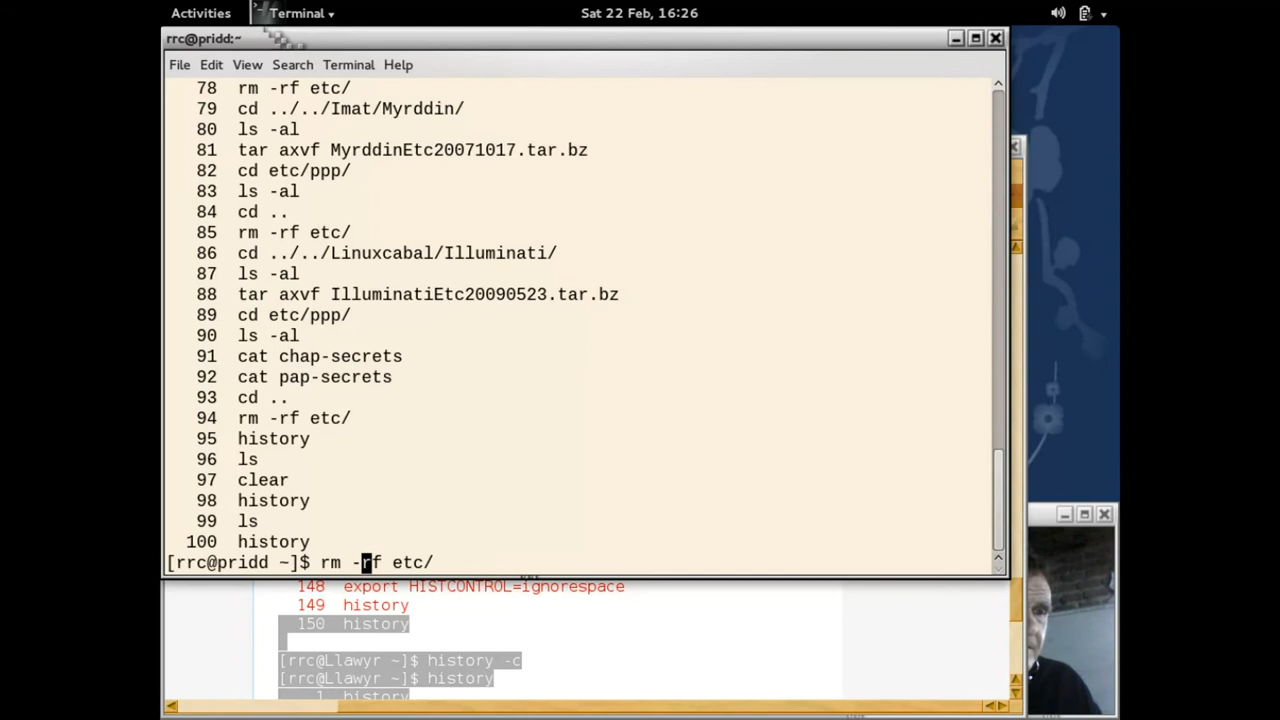 Activities Terminal Sat 22 Feb, 16:26
rrc@pridd:~
File Edit View Search Terminal Help
78 rm -rf etc/
79 cd ../../Imat/Myrddin/
80 ls -al
81 tar axvf MyrddinEtc20071017.tar.bz
82 cd etc/ppp/
83 ls -al
84 cd ..
85 rm -rf etc/
86 cd ../../Linuxcabal/Illuminati/
87 ls -al
88 tar axvf IlluminatiEtc20090523.tar.bz
89 cd etc/ppp/
90 ls -al
91 cat chap-secrets
92 cat pap-secrets
93 cd ..
94 rm -rf etc/
95 history
96 ls
97 clear
98 history
99 ls
100 history
[rrc@pridd ~]$ rm -rf etc/
148 export HISTCONTROL=ignorespace
149 history
150 history
[rrc@Llawyr ~]$ history -c
[rrc@Llawyr ~]$ history
1 history